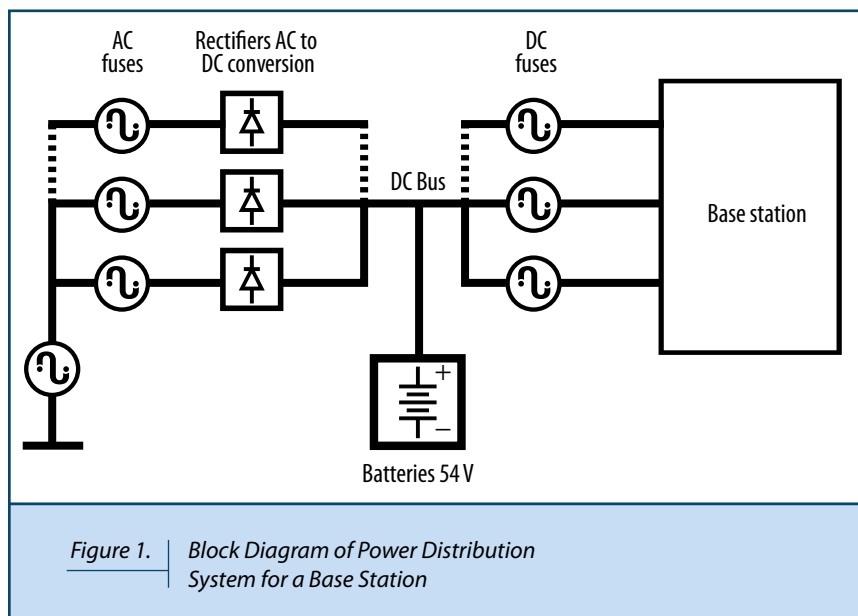 AC
fuses
Rectifiers AC to
DC conversion
DC
fuses
DC Bus
Base station
+
−
Batteries 54 V
Figure 1.
Block Diagram of Power Distribution
System for a Base Station